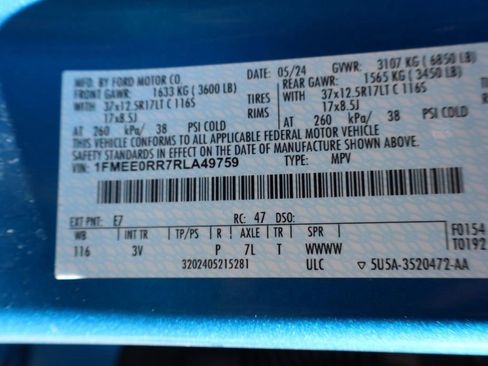 MFD. BY FORD MOTOR CO. DATE: 05/24 GVWR: 3107 KG (6850 LB)
FRONT GAWR: 1633 KG (3600 LB) REAR GAWR: 1565 KG (3450 LB)
WITH 37x12.5R17LT C 116S TIRES WITH 37x12.5R17LT C 116S
17x8.5J RIMS 17x8.5J
AT 260 kPa/ 38 PSI COLD AT 260 kPa/ 38 PSI COLD
THIS VEHICLE CONFORMS TO ALL APPLICABLE FEDERAL MOTOR VEHICLE
SAFETY STANDARDS IN EFFECT ON THE DATE OF MANUFACTURE SHOWN ABOVE.
VIN: 1FMEE0RR7RLA49759 TYPE: MPV
EXT PNT: E7 RC: 47 DSO:
WB INT TR TP/PS R AXLE TR SPR F0154
116 3V P 7L T WWWW T0192
3202405215281 ULC ▽ 5U5A-3520472-AA